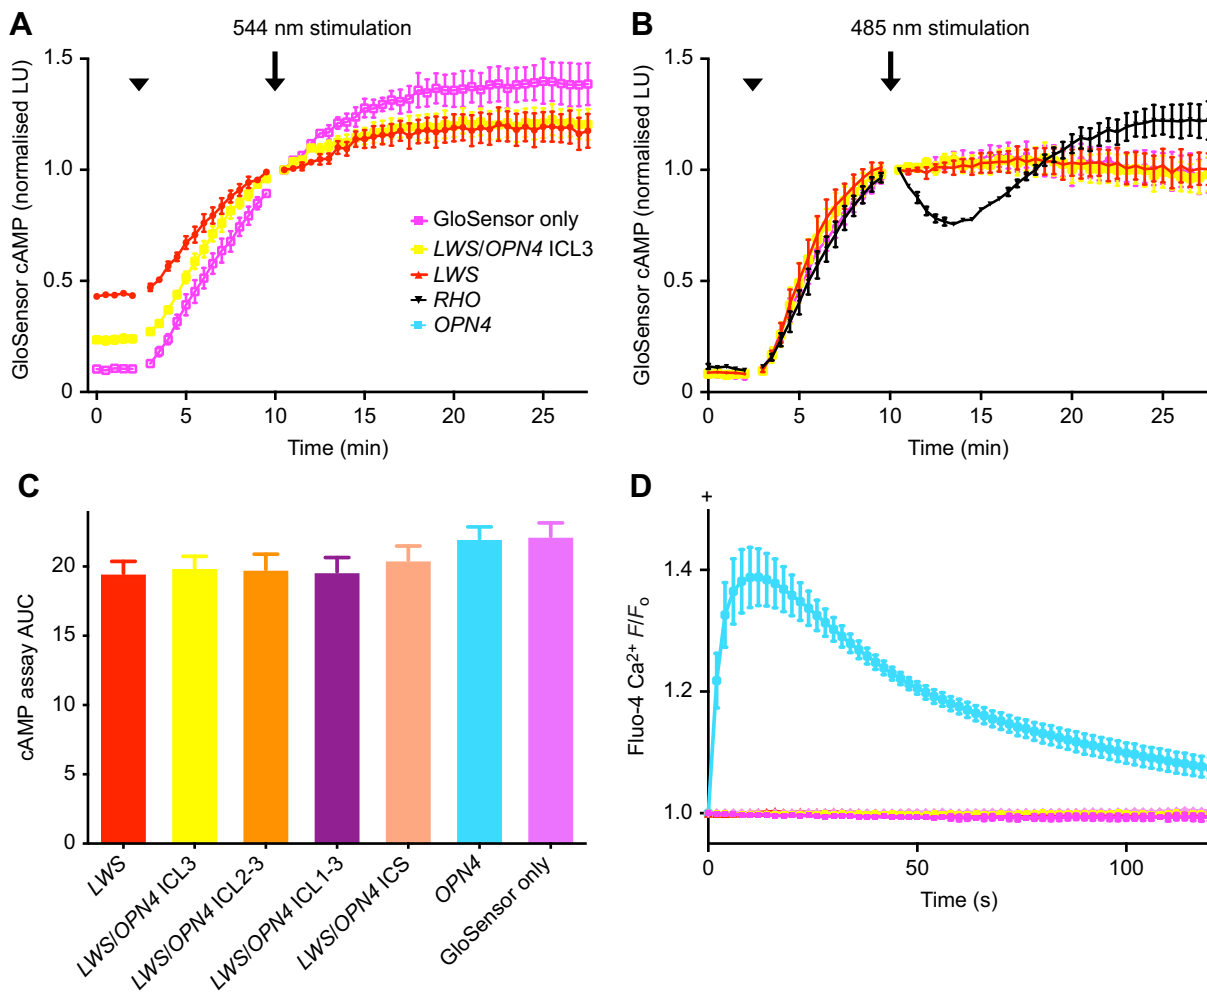 A
544 nm stimulation
GloSensor cAMP (normalised LU)
1.5
1.0
0.5
0
0 5 10 15 20 25
Time (min)
GloSensor only
LWS/OPN4 ICL3
LWS
RHO
OPN4
B
485 nm stimulation
GloSensor cAMP (normalised LU)
1.5
1.0
0.5
0
0 5 10 15 20 25
Time (min)
C
cAMP assay AUC
20
15
10
5
0
LWS
LWS/OPN4 ICL3
LWS/OPN4 ICL2-3
LWS/OPN4 ICL1-3
LWS/OPN4 ICS
OPN4
GloSensor only
D
+
Fluo-4 Ca²⁺ F/Fₒ
1.4
1.2
1.0
0 50 100
Time (s)